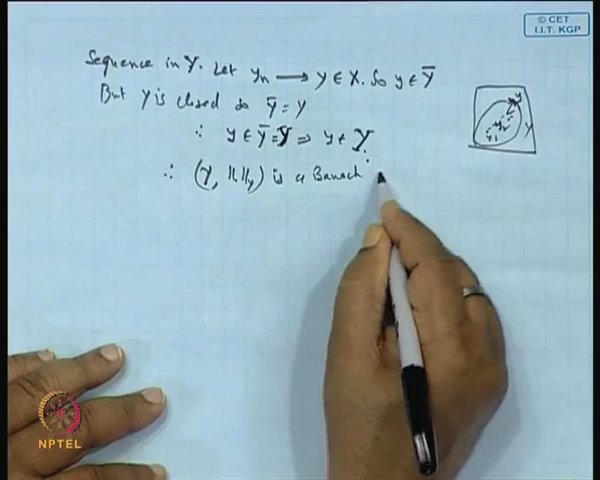 © CET
I.I.T. KGP
Sequence in Y. Let yn ⟶ y ∈ X. So y ∈ Ȳ
But Y is closed so Ȳ = Y
∴ y ∈ Ȳ = Y ⇒ y ∈ Y.
∴ (Y, ‖.‖y) is a Banach
y
Y
NPTEL